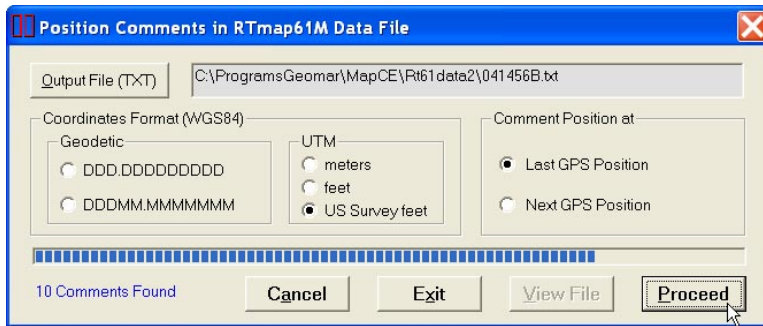 Position Comments in RTmap61M Data File
Output File (TXT)
C:\ProgramsGeomar\MapCE\Rt61data2\041456B.txt
Coordinates Format (WGS84)
Geodetic
DDD.DDDDDDDDD
DDDMM.MMMMMMM
UTM
meters
feet
US Survey feet
Comment Position at
Last GPS Position
Next GPS Position
10 Comments Found
Cancel
Exit
View File
Proceed